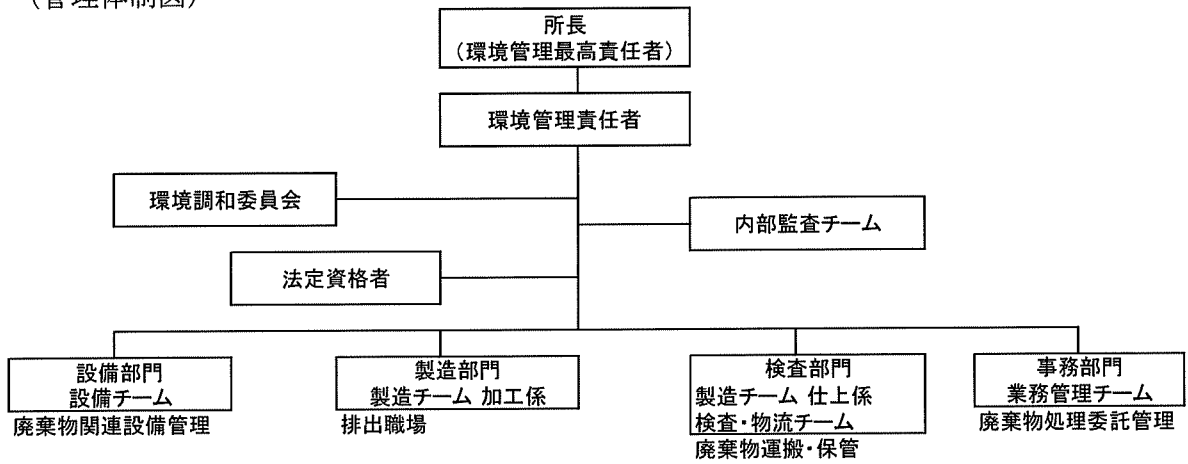 （管理体制図）
所長
（環境管理最高責任者）
環境管理責任者
環境調和委員会
内部監査チーム
法定資格者
設備部門
設備チーム
廃棄物関連設備管理
製造部門
製造チーム 加工係
排出職場
検査部門
製造チーム 仕上係
検査・物流チーム
廃棄物運搬・保管
事務部門
業務管理チーム
廃棄物処理委託管理